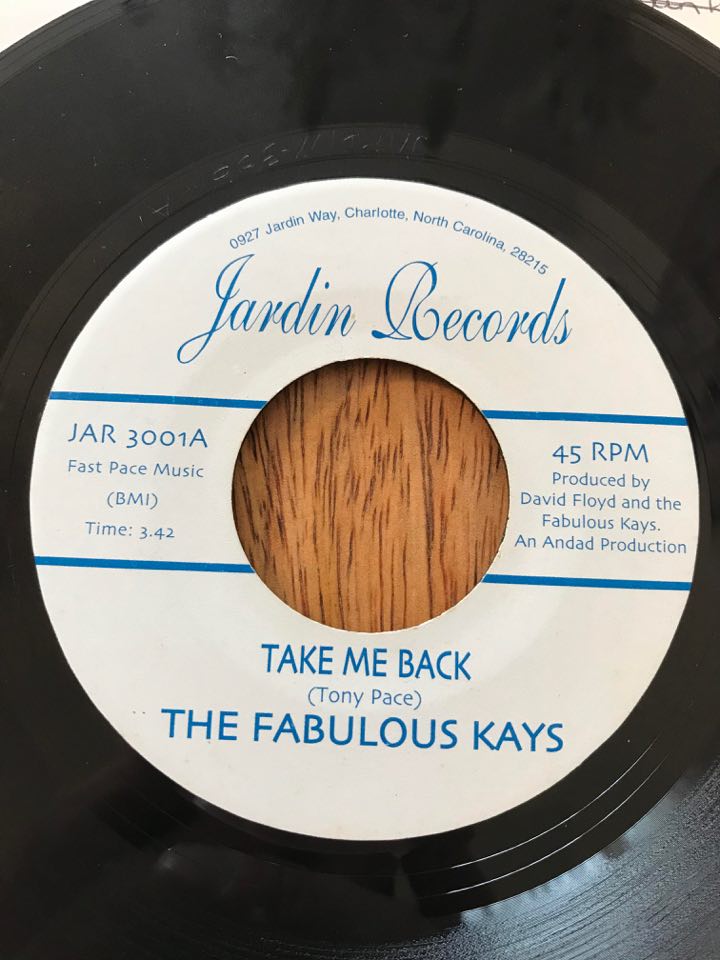 0927 Jardin Way, Charlotte, North Carolina, 28215
Jardin Records
JAR 3001A
Fast Pace Music
(BMI)
Time: 3.42
45 RPM
Produced by
David Floyd and the
Fabulous Kays.
An Andad Production
TAKE ME BACK
(Tony Pace)
THE FABULOUS KAYS